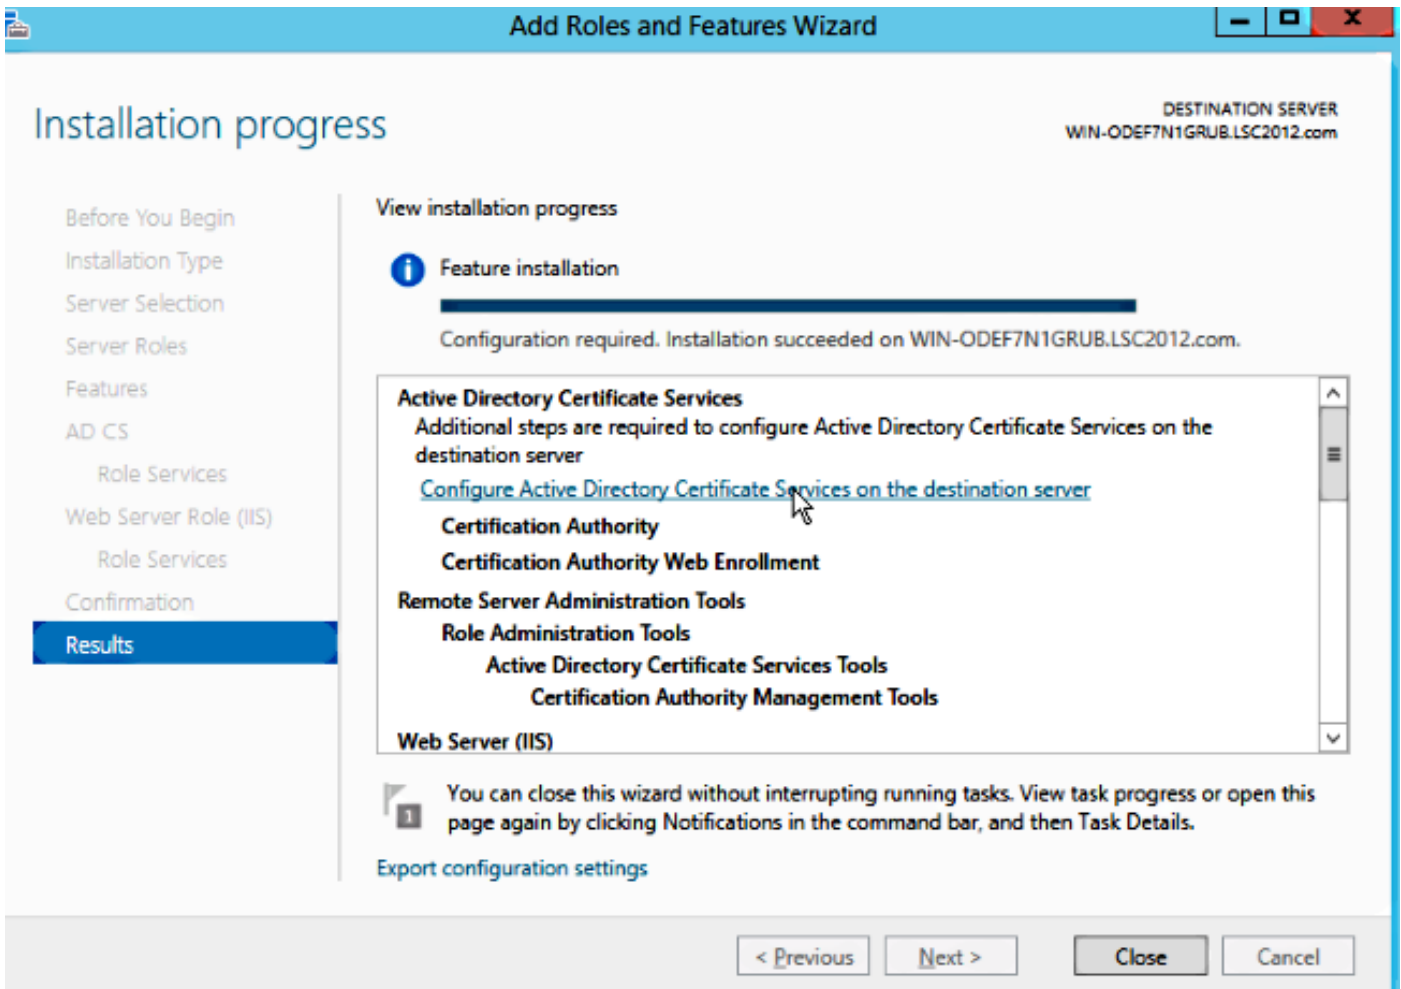 Add Roles and Features Wizard
Installation progress
DESTINATION SERVER
WIN-ODEF7N1GRUB.LSC2012.com
Before You Begin
Installation Type
Server Selection
Server Roles
Features
AD CS
Role Services
Web Server Role (IIS)
Role Services
Confirmation
Results
View installation progress
Feature installation
Configuration required. Installation succeeded on WIN-ODEF7N1GRUB.LSC2012.com.
Active Directory Certificate Services
Additional steps are required to configure Active Directory Certificate Services on the
destination server
Configure Active Directory Certificate Services on the destination server
Certification Authority
Certification Authority Web Enrollment
Remote Server Administration Tools
Role Administration Tools
Active Directory Certificate Services Tools
Certification Authority Management Tools
Web Server (IIS)
1
You can close this wizard without interrupting running tasks. View task progress or open this
page again by clicking Notifications in the command bar, and then Task Details.
Export configuration settings
< Previous
Next >
Close
Cancel